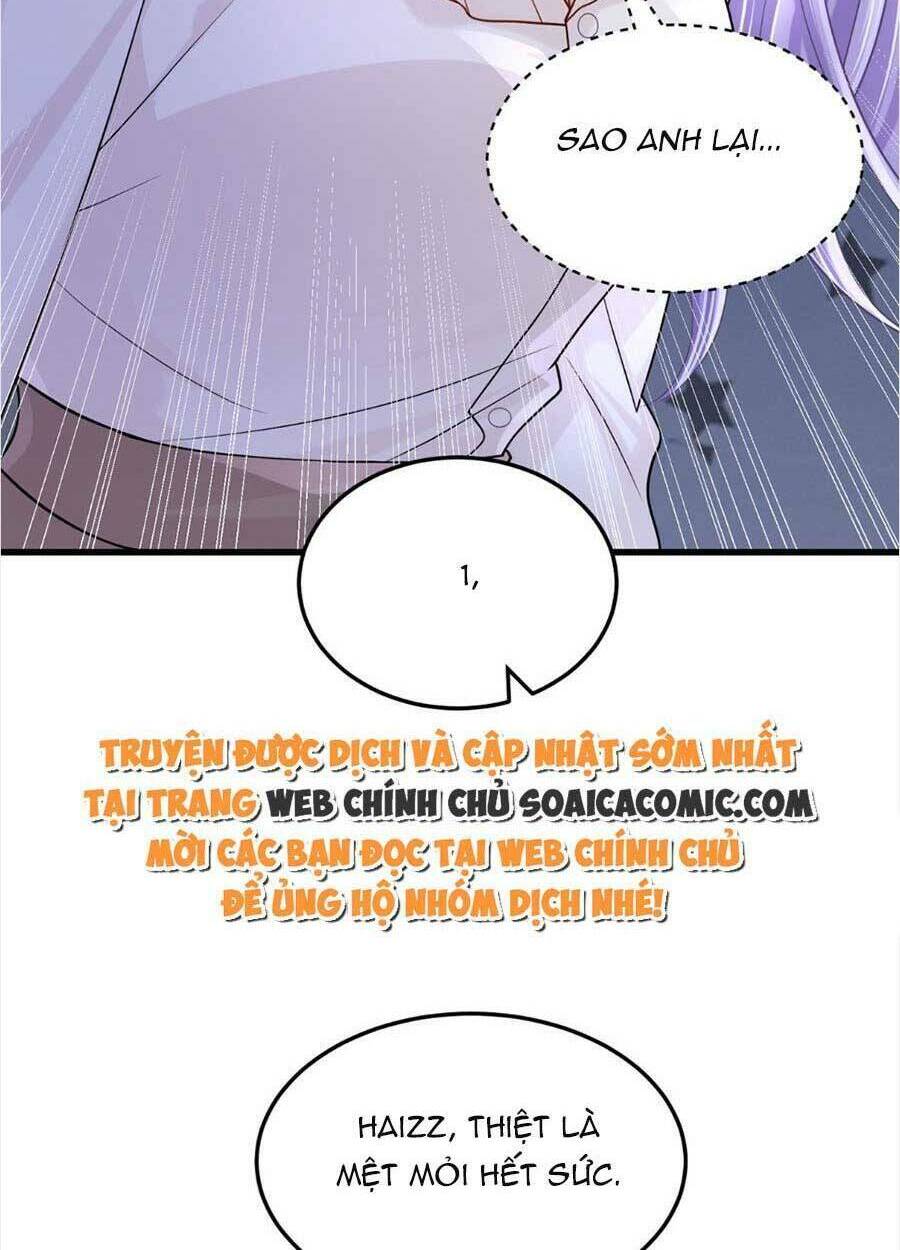 SAO ANH LẠI...
1,
TRUYỆN ĐƯỢC DỊCH VÀ CẬP NHẬT SỚM NHẤT
TẠI TRANG WEB CHÍNH CHỦ SOAICACOMIC.COM
MỜI CÁC BẠN ĐỌC TẠI WEB CHÍNH CHỦ
ĐỂ ỦNG HỘ NHÓM DỊCH NHÉ!
HAIZZ, THIỆT LÀ
MỆT MỎI HẾT SỨC.